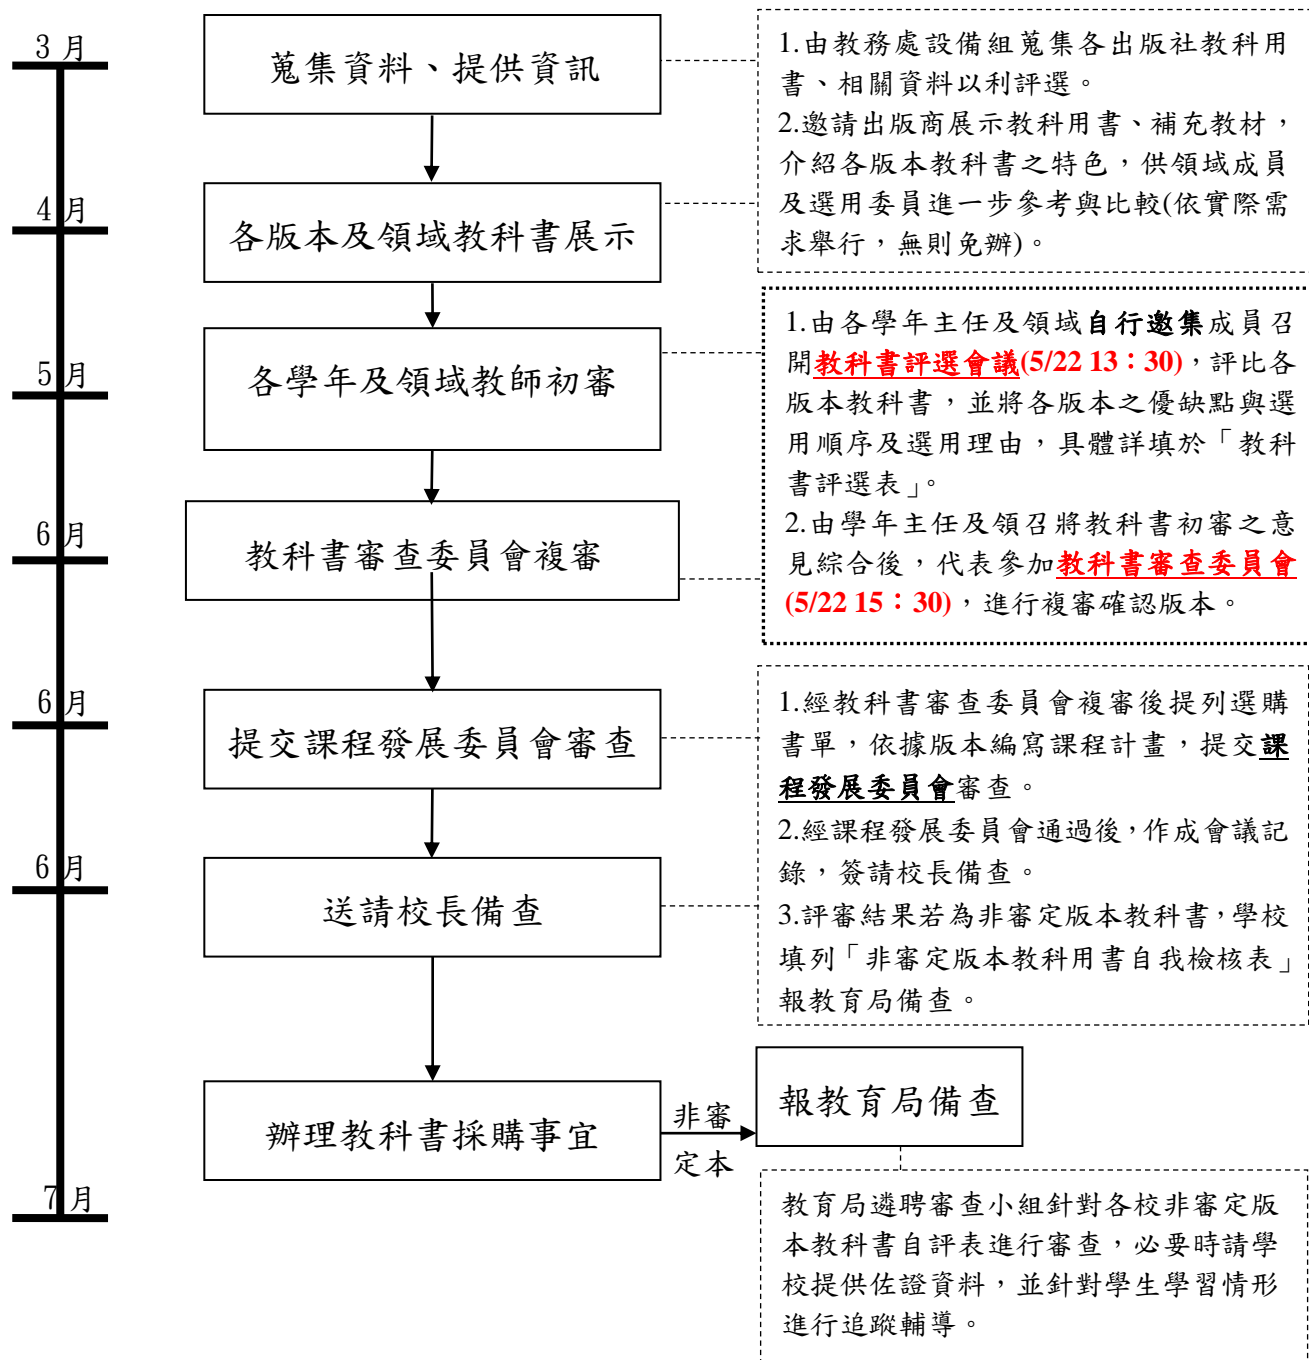 3 月
蒐集資料、提供資訊
1.由教務處設備組蒐集各出版社教科用
書、相關資料以利評選。
2.邀請出版商展示教科用書、補充教材，
介紹各版本教科書之特色，供領域成員
及選用委員進一步參考與比較(依實際需
求舉行，無則免辦)。
4 月
各版本及領域教科書展示
5 月
各學年及領域教師初審
1.由各學年主任及領域自行邀集成員召
開教科書評選會議(5/22 13：30)，評比各
版本教科書，並將各版本之優缺點與選
用順序及選用理由，具體詳填於「教科
書評選表」。
2.由學年主任及領召將教科書初審之意
見綜合後，代表參加教科書審查委員會
(5/22 15：30)，進行複審確認版本。
6 月
教科書審查委員會複審
6 月
提交課程發展委員會審查
1.經教科書審查委員會複審後提列選購
書單，依據版本編寫課程計畫，提交課
程發展委員會審查。
2.經課程發展委員會通過後，作成會議記
錄，簽請校長備查。
3.評審結果若為非審定版本教科書，學校
填列「非審定版本教科用書自我檢核表」
報教育局備查。
6 月
送請校長備查
辦理教科書採購事宜
非審
定本
報教育局備查
7 月
教育局遴聘審查小組針對各校非審定版
本教科書自評表進行審查，必要時請學
校提供佐證資料，並針對學生學習情形
進行追蹤輔導。